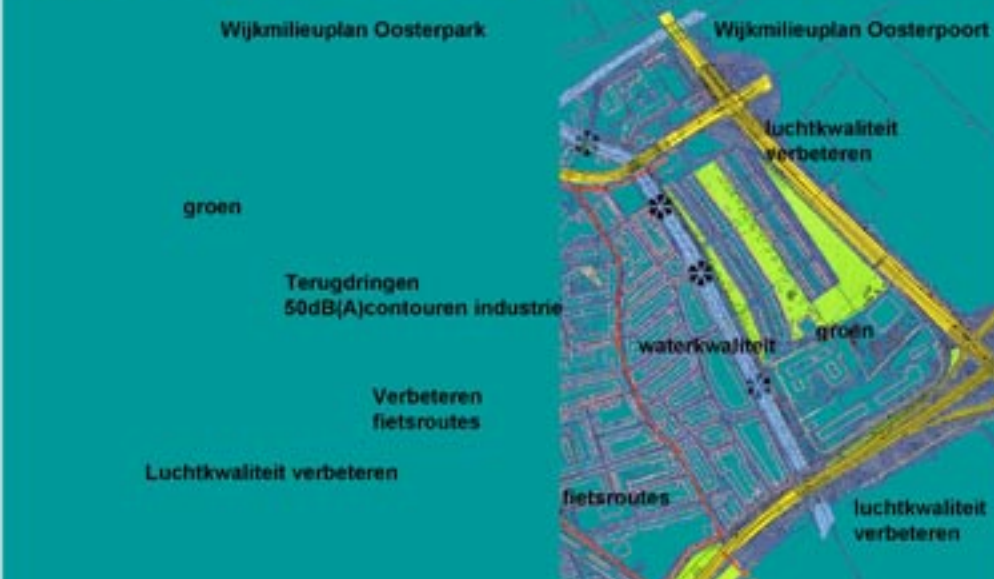 Wijkmilieuplan Oosterpark
Wijkmilieuplan Oosterpoort
luchtkwaliteit
verbeteren
groen
Terugdringen
50dB(A)contouren industrie
groen
waterkwaliteit
Verbeteren
fietsroutes
Luchtkwaliteit verbeteren
fietsroutes
luchtkwaliteit
verbeteren